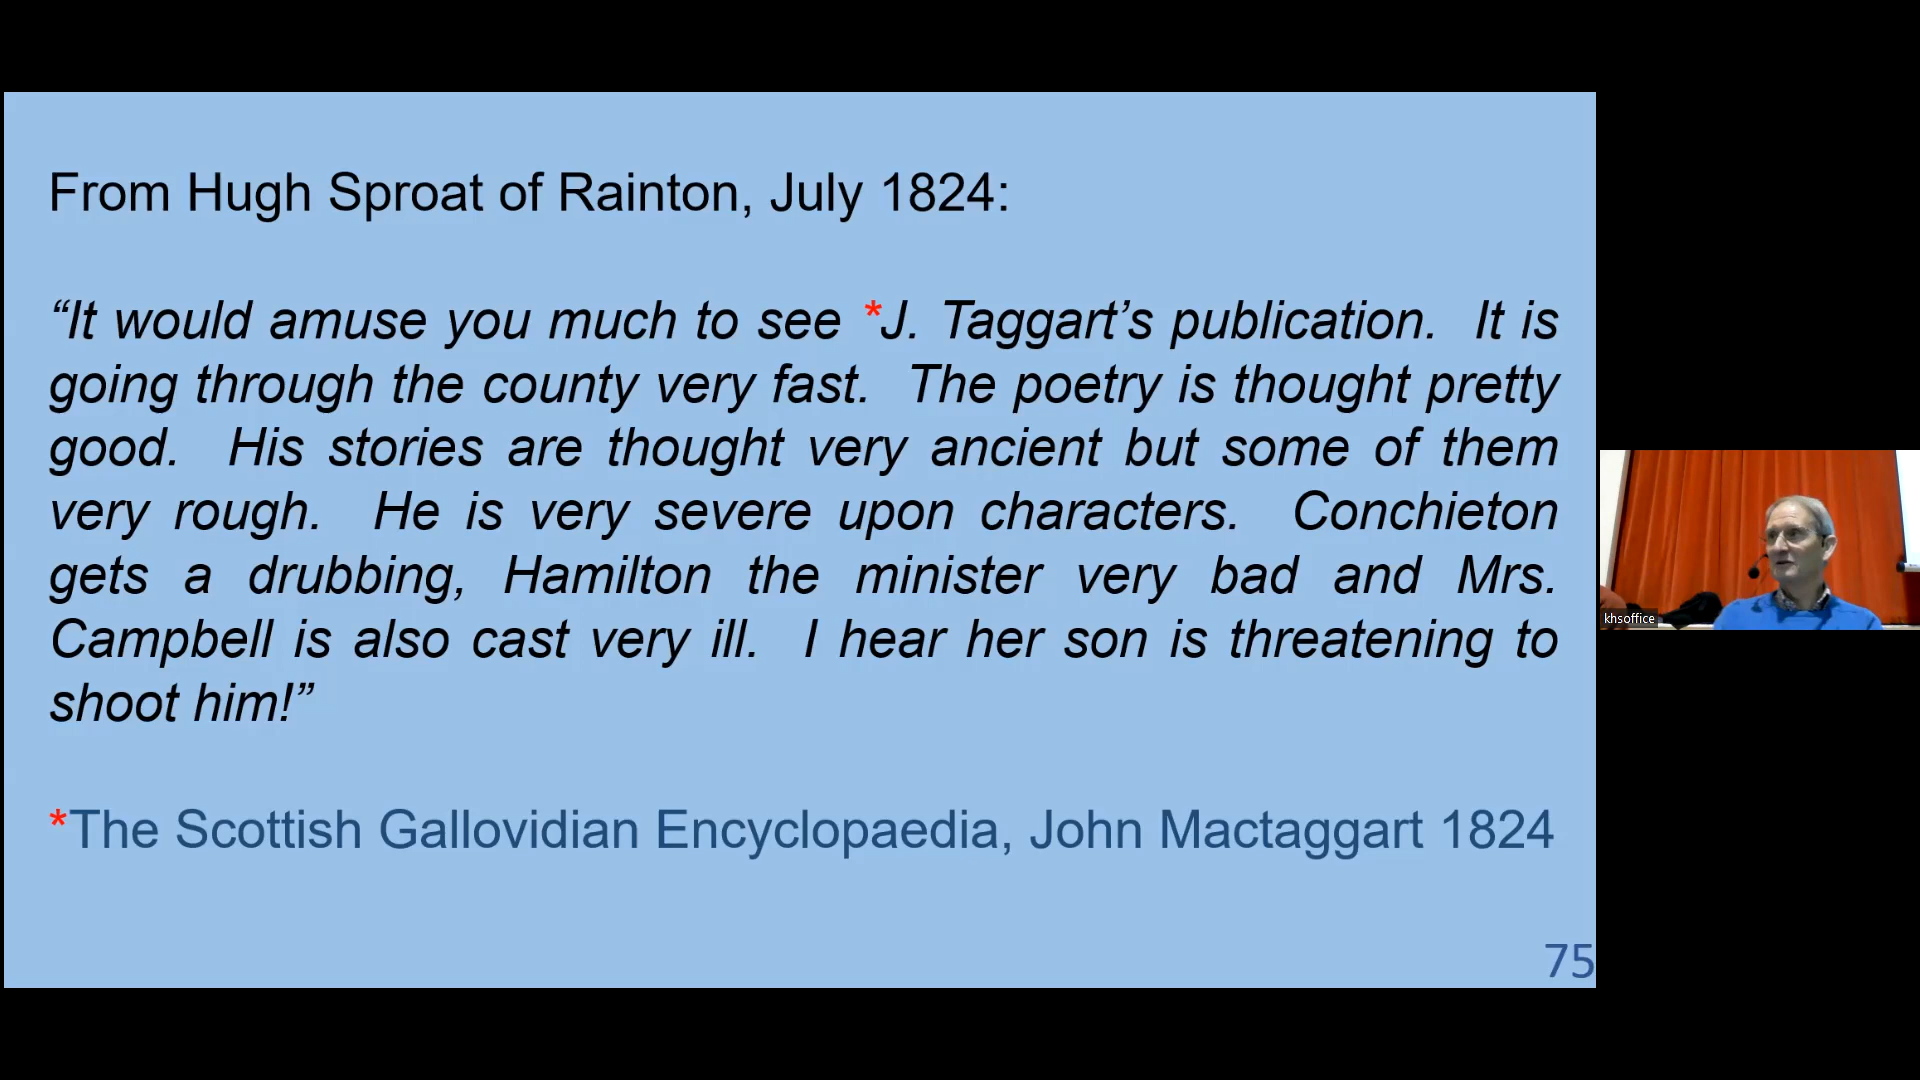 From Hugh Sproat of Rainton, July 1824:
“It would amuse you much to see *J. Taggart’s publication.  It is
going through the county very fast.  The poetry is thought pretty
good.  His stories are thought very ancient but some of them
very rough.  He is very severe upon characters.  Conchieton
gets a drubbing, Hamilton the minister very bad and Mrs.
Campbell is also cast very ill.  I hear her son is threatening to
shoot him!”
*The Scottish Gallovidian Encyclopaedia, John Mactaggart 1824
75
khsoffice